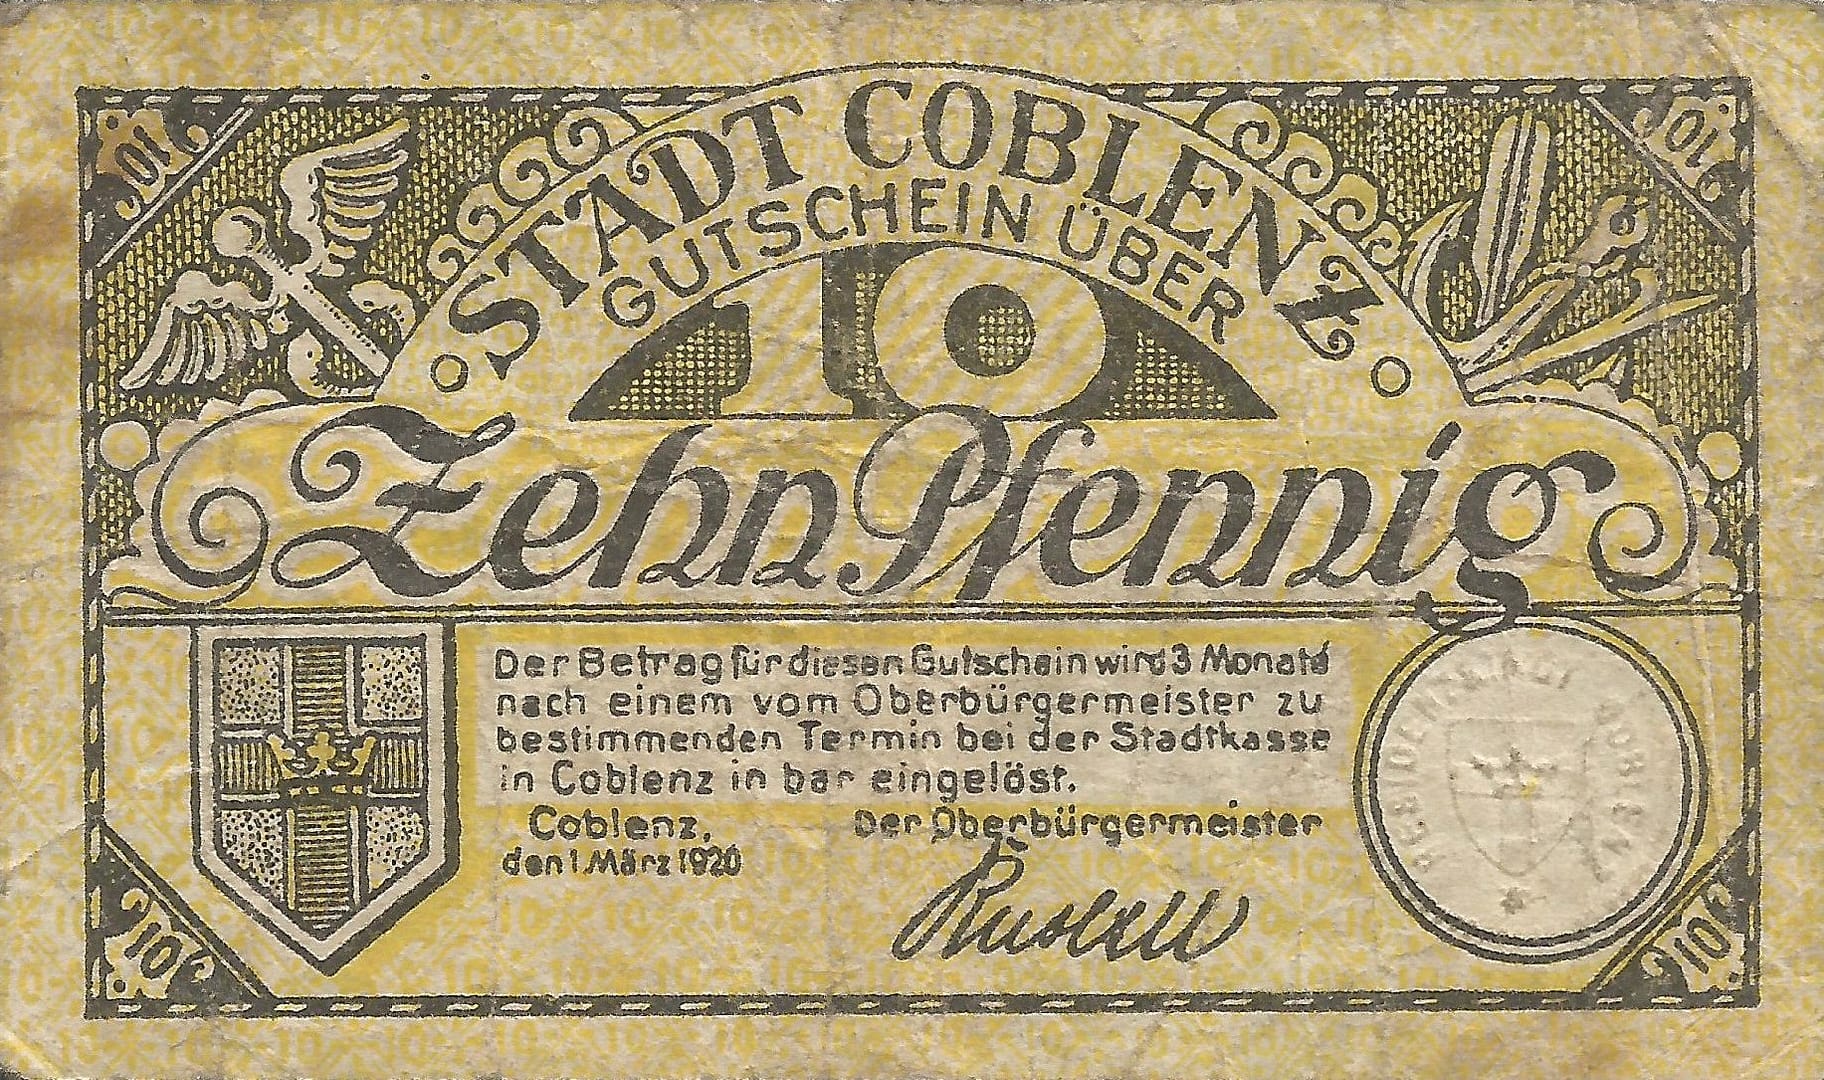 10
10
STADT COBLENZ
GUTSCHEIN ÜBER
10
Zehn Pfennig
Der Betrag für diesen Gutschein wird 3 Monate
nach einem vom Oberbürgermeister zu
bestimmenden Termin bei der Stadtkasse
in Coblenz in bar eingelöst.
Coblenz, Der Oberbürgermeister
den 1. März 1920
10
10